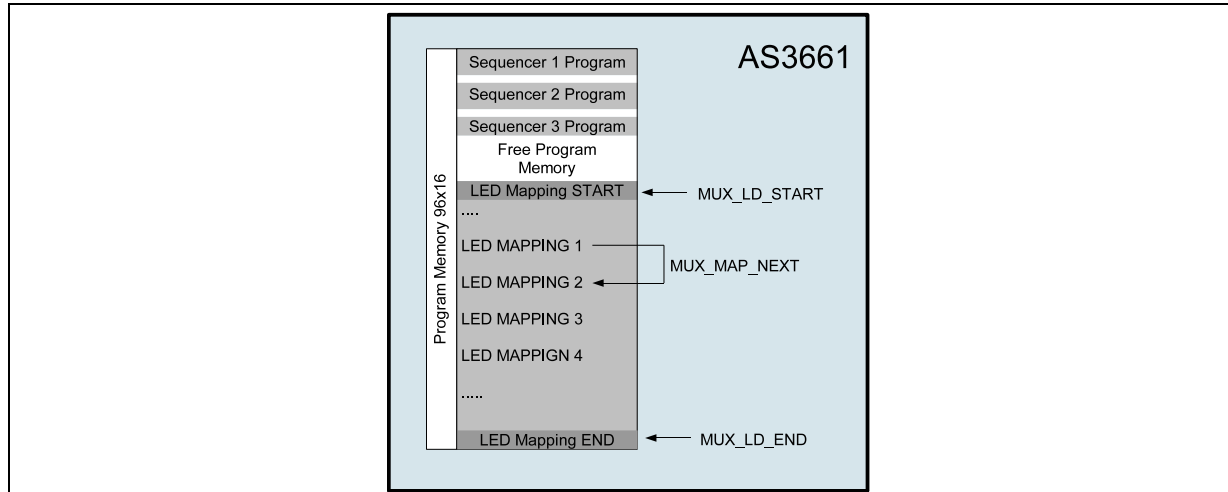 AS3661
Program Memory 96x16
Sequencer 1 Program
Sequencer 2 Program
Sequencer 3 Program
Free Program
Memory
LED Mapping START
MUX_LD_START
....
LED MAPPING 1
MUX_MAP_NEXT
LED MAPPING 2
LED MAPPING 3
LED MAPPIGN 4
.....
LED Mapping END
MUX_LD_END